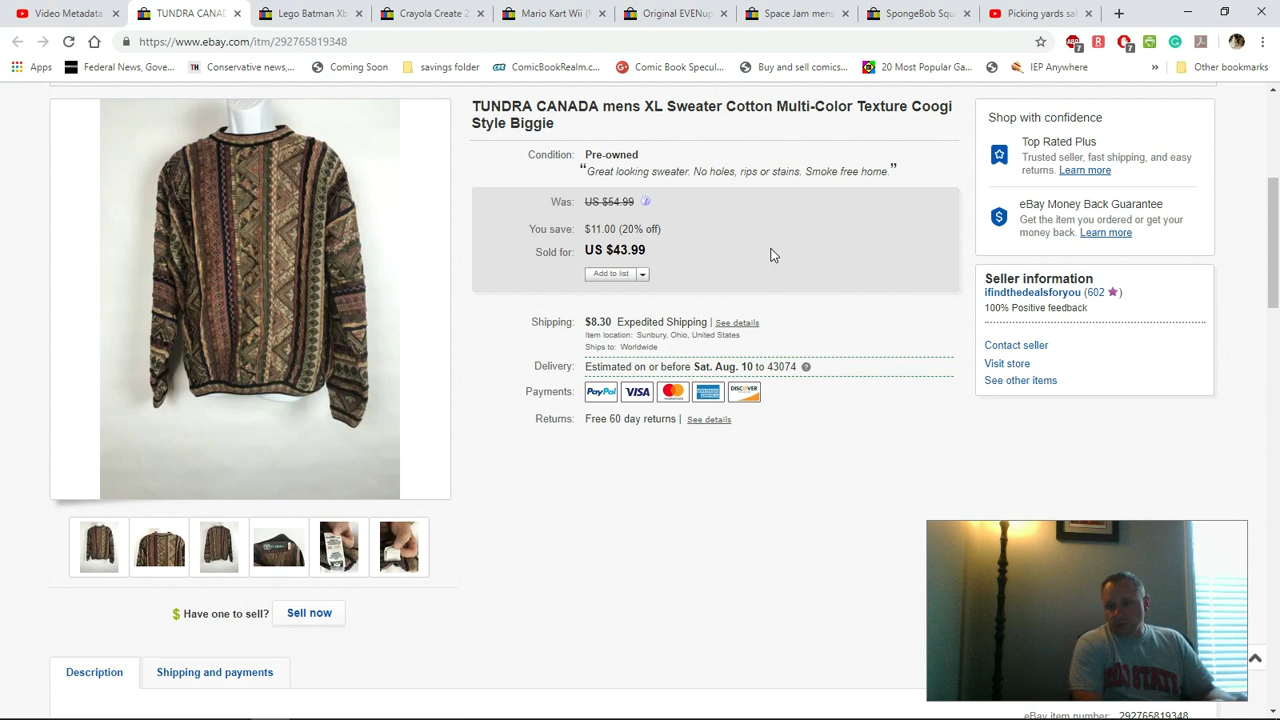 Video Metadata
TUNDRA CANAD
Lego Batman Xb
Crayola Create 2
Mario Kart Wii (N
Original EVENup
Space Jam mer
SpongeBob Squ
Picking yards sal
https://www.ebay.com/itm/292765819348
Apps
Federal News, Gove...
Conservative news,...
Coming Soon
savings folder
ComicBookRealm.c...
Comic Book Specul...
Buy and sell comics...
20 Most Popular Ga...
IEP Anywhere
»
Other bookmarks
TUNDRA CANADA mens XL Sweater Cotton Multi-Color Texture Coogi
Style Biggie
Condition: Pre-owned
“Great looking sweater. No holes, rips or stains. Smoke free home.”
Was: US $54.99
You save: $11.00 (20% off)
Sold for: US $43.99
Add to list
Shipping: $8.30 Expedited Shipping | See details
Item location: Sunbury, Ohio, United States
Ships to: Worldwide
Delivery: Estimated on or before Sat. Aug. 10 to 43074
Payments: PayPal VISA MasterCard AMERICAN EXPRESS DISCOVER
Returns: Free 60 day returns | See details
Shop with confidence
Top Rated Plus
Trusted seller, fast shipping, and easy
returns. Learn more
eBay Money Back Guarantee
Get the item you ordered or get your
money back. Learn more
Seller information
ifindthedealsforyou (602 )
100% Positive feedback
Contact seller
Visit store
See other items
Have one to sell? Sell now
Description
Shipping and payments
eBay item number: 292765819348